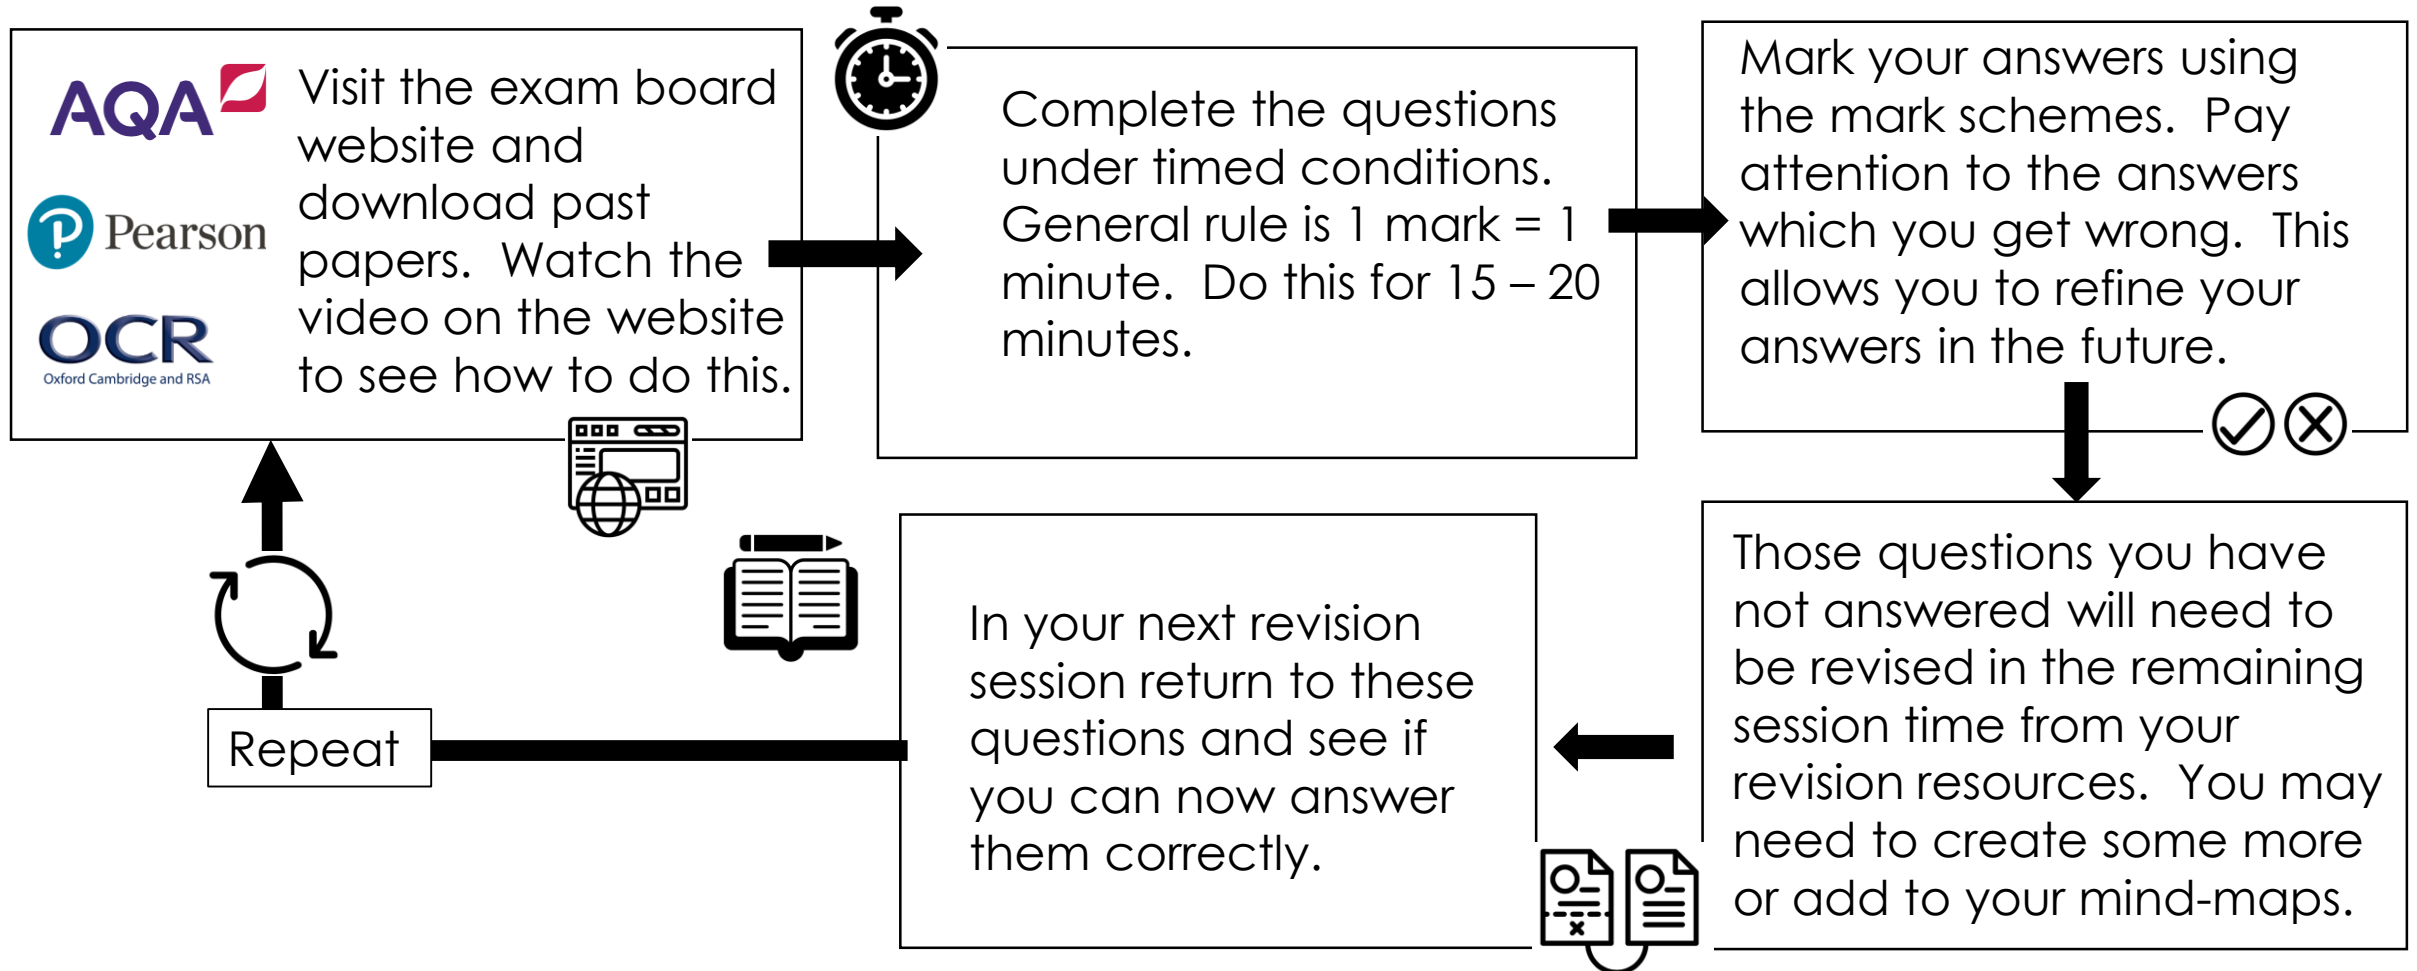 AQA
Pearson
OCR
Oxford Cambridge and RSA
Visit the exam board
website and
download past
papers.  Watch the
video on the website
to see how to do this.
Complete the questions
under timed conditions.
General rule is 1 mark = 1
minute.  Do this for 15 – 20
minutes.
Mark your answers using
the mark schemes.  Pay
attention to the answers
which you get wrong.  This
allows you to refine your
answers in the future.
Those questions you have
not answered will need to
be revised in the remaining
session time from your
revision resources.  You may
need to create some more
or add to your mind-maps.
In your next revision
session return to these
questions and see if
you can now answer
them correctly.
Repeat